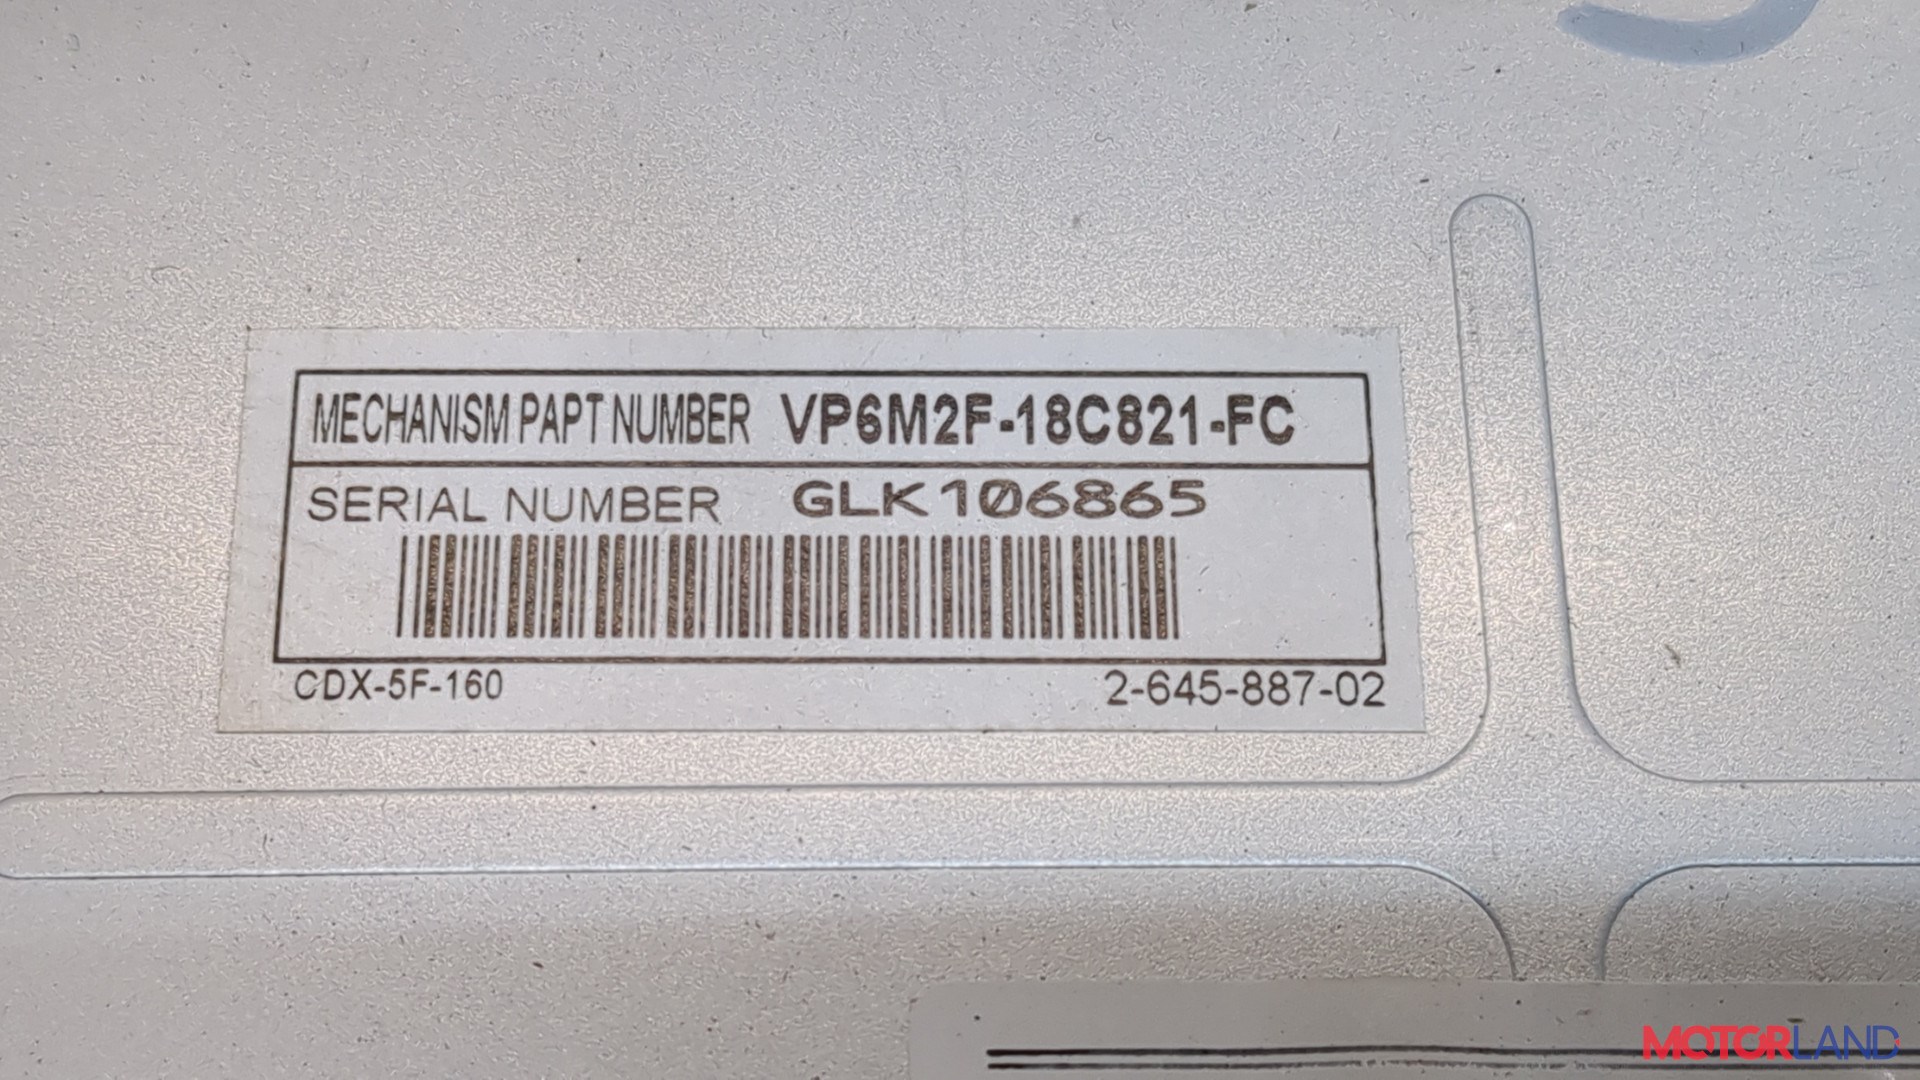 MECHANISM PAPT NUMBER VP6M2F-18C821-FC
SERIAL NUMBER GLK106865
CDX-5F-160 2-645-887-02
MOTORLAND